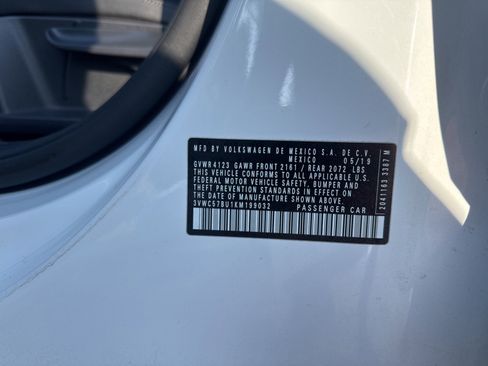 MFD BY VOLKSWAGEN DE MEXICO S.A. DE C.V.
MEXICO 05/19
GVWR 4123 GAWR FRONT 2161 / REAR 2072 LBS
THIS VEHICLE CONFORMS TO ALL APPLICABLE U.S.
FEDERAL MOTOR VEHICLE SAFETY, BUMPER AND
THEFT PREVENTION STANDARDS IN EFFECT ON THE
DATE OF MANUFACTURE SHOWN ABOVE.
3VWC57BU1KM199032 PASSENGER CAR
2041163 3387 M